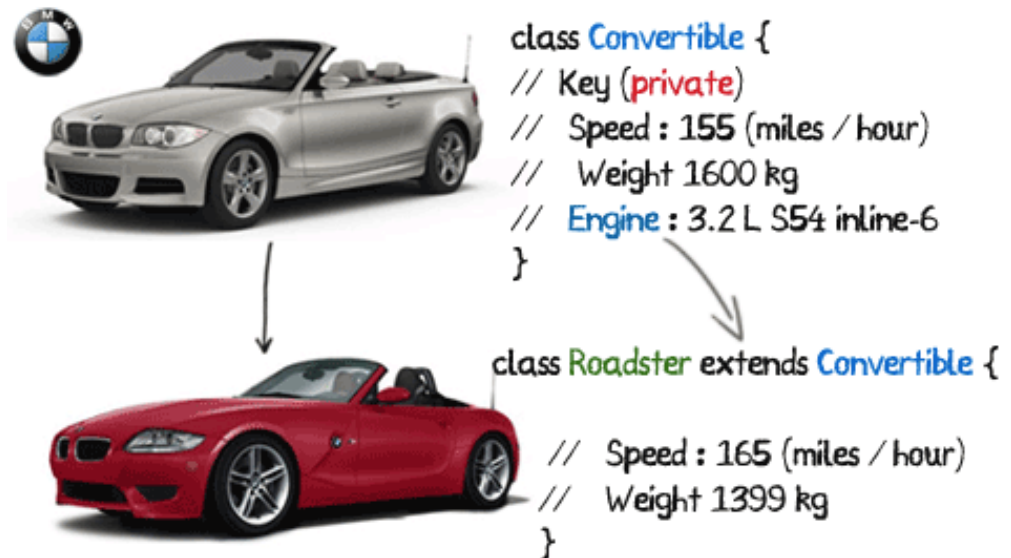 BMW
class Convertible {
// Key (private)
// Speed : 155 (miles / hour)
// Weight 1600 kg
// Engine : 3.2 L S54 inline-6
}
class Roadster extends Convertible {
// Speed : 165 (miles / hour)
// Weight 1399 kg
}